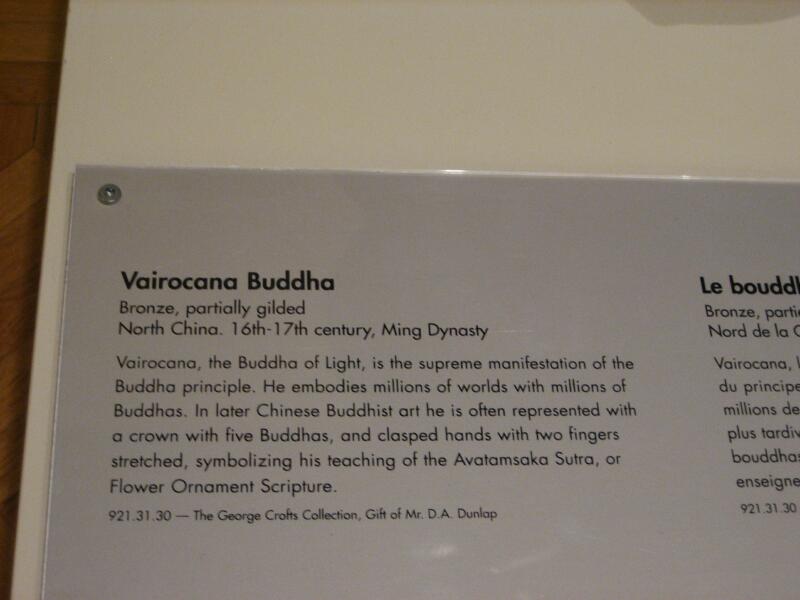 Vairocana Buddha
Bronze, partially gilded
North China. 16th-17th century, Ming Dynasty
Vairocana, the Buddha of Light, is the supreme manifestation of the
Buddha principle. He embodies millions of worlds with millions of
Buddhas. In later Chinese Buddhist art he is often represented with
a crown with five Buddhas, and clasped hands with two fingers
stretched, symbolizing his teaching of the Avatamsaka Sutra, or
Flower Ornament Scripture.
921.31.30 — The George Crofts Collection, Gift of Mr. D.A. Dunlap
Le
Bronze,
Nord de la
Vairocana,
du principe
millions de
plus
921.31.30